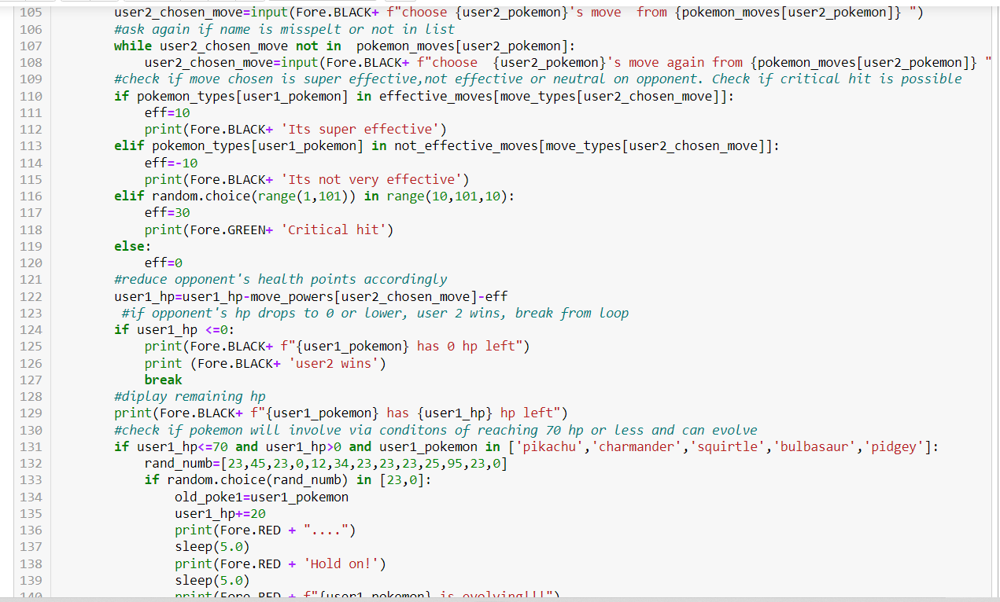 105 user2_chosen_move=input(Fore.BLACK+ f"choose {user2_pokemon}'s move  from {pokemon_moves[user2_pokemon]} ")
106 #ask again if name is misspelt or not in list
107 while user2_chosen_move not in  pokemon_moves[user2_pokemon]:
108     user2_chosen_move=input(Fore.BLACK+ f"choose  {user2_pokemon}'s move again from {pokemon_moves[user2_pokemon]} "
109 #check if move chosen is super effective,not effective or neutral on opponent. Check if critical hit is possible
110 if pokemon_types[user1_pokemon] in effective_moves[move_types[user2_chosen_move]]:
111     eff=10
112     print(Fore.BLACK+ 'Its super effective')
113 elif pokemon_types[user1_pokemon] in not_effective_moves[move_types[user2_chosen_move]]:
114     eff=-10
115     print(Fore.BLACK+ 'Its not very effective')
116 elif random.choice(range(1,101)) in range(10,101,10):
117     eff=30
118     print(Fore.GREEN+ 'Critical hit')
119 else:
120     eff=0
121 #reduce opponent's health points accordingly
122 user1_hp=user1_hp-move_powers[user2_chosen_move]-eff
123  #if opponent's hp drops to 0 or lower, user 2 wins, break from loop
124 if user1_hp <=0:
125     print(Fore.BLACK+ f"{user1_pokemon} has 0 hp left")
126     print (Fore.BLACK+ 'user2 wins')
127     break
128 #diplay remaining hp
129 print(Fore.BLACK+ f"{user1_pokemon} has {user1_hp} hp left")
130 #check if pokemon will involve via conditons of reaching 70 hp or less and can evolve
131 if user1_hp<=70 and user1_hp>0 and user1_pokemon in ['pikachu','charmander','squirtle','bulbasaur','pidgey']:
132     rand_numb=[23,45,23,0,12,34,23,23,23,25,95,23,0]
133     if random.choice(rand_numb) in [23,0]:
134         old_poke1=user1_pokemon
135         user1_hp+=20
136         print(Fore.RED + "....")
137         sleep(5.0)
138         print(Fore.RED + 'Hold on!')
139         sleep(5.0)
140         print(Fore.RED + f"{user1_pokemon} is evolving!!!")